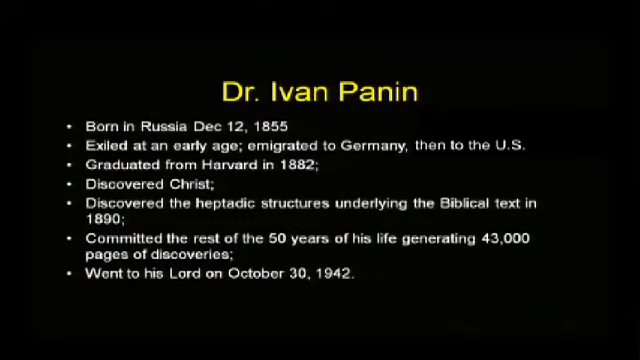 Dr. Ivan Panin
• Born in Russia Dec 12, 1855
• Exiled at an early age; emigrated to Germany, then to the U.S.
• Graduated from Harvard in 1882;
• Discovered Christ;
• Discovered the heptadic structures underlying the Biblical text in
1890;
• Committed the rest of the 50 years of his life generating 43,000
pages of discoveries;
• Went to his Lord on October 30, 1942.